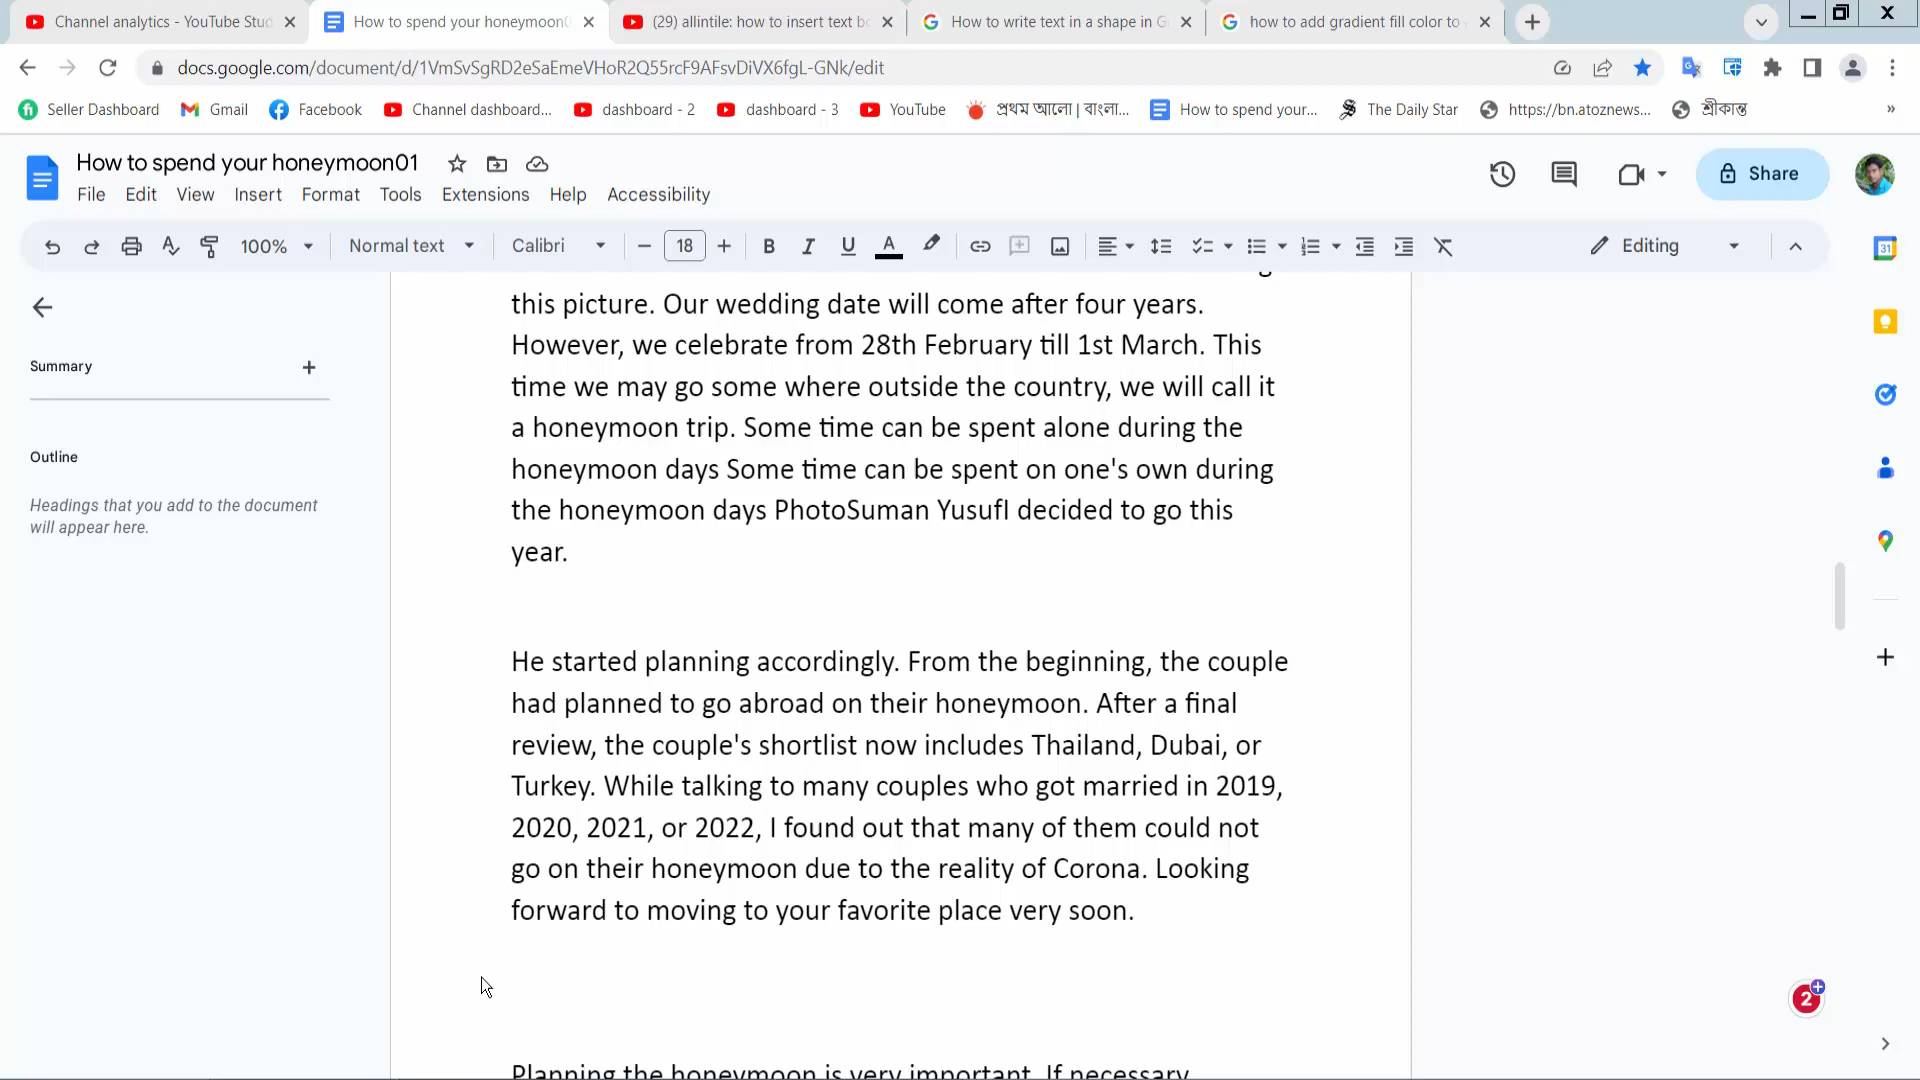 Channel analytics - YouTube Stud
How to spend your honeymoon0
(29) allintile: how to insert text bo
How to write text in a shape in G
how to add gradient fill color to
docs.google.com/document/d/1VmSvSgRD2eSaEmeVHoR2Q55rcF9AFsvDiVX6fgL-GNk/edit
Seller Dashboard
Gmail
Facebook
Channel dashboard...
dashboard - 2
dashboard - 3
YouTube
প্রথম আলো | বাংলা...
How to spend your...
The Daily Star
https://bn.atoznews...
শ্রীকান্ত
»
How to spend your honeymoon01
File Edit View Insert Format Tools Extensions Help Accessibility
Share
100%
Normal text
Calibri
18
B I U A
Editing
31
Summary
Outline
Headings that you add to the document
will appear here.
this picture. Our wedding date will come after four years.
However, we celebrate from 28th February till 1st March. This
time we may go some where outside the country, we will call it
a honeymoon trip. Some time can be spent alone during the
honeymoon days Some time can be spent on one's own during
the honeymoon days PhotoSuman YusufI decided to go this
year.
He started planning accordingly. From the beginning, the couple
had planned to go abroad on their honeymoon. After a final
review, the couple's shortlist now includes Thailand, Dubai, or
Turkey. While talking to many couples who got married in 2019,
2020, 2021, or 2022, I found out that many of them could not
go on their honeymoon due to the reality of Corona. Looking
forward to moving to your favorite place very soon.
2
Planning the honeymoon is very important. If necessary